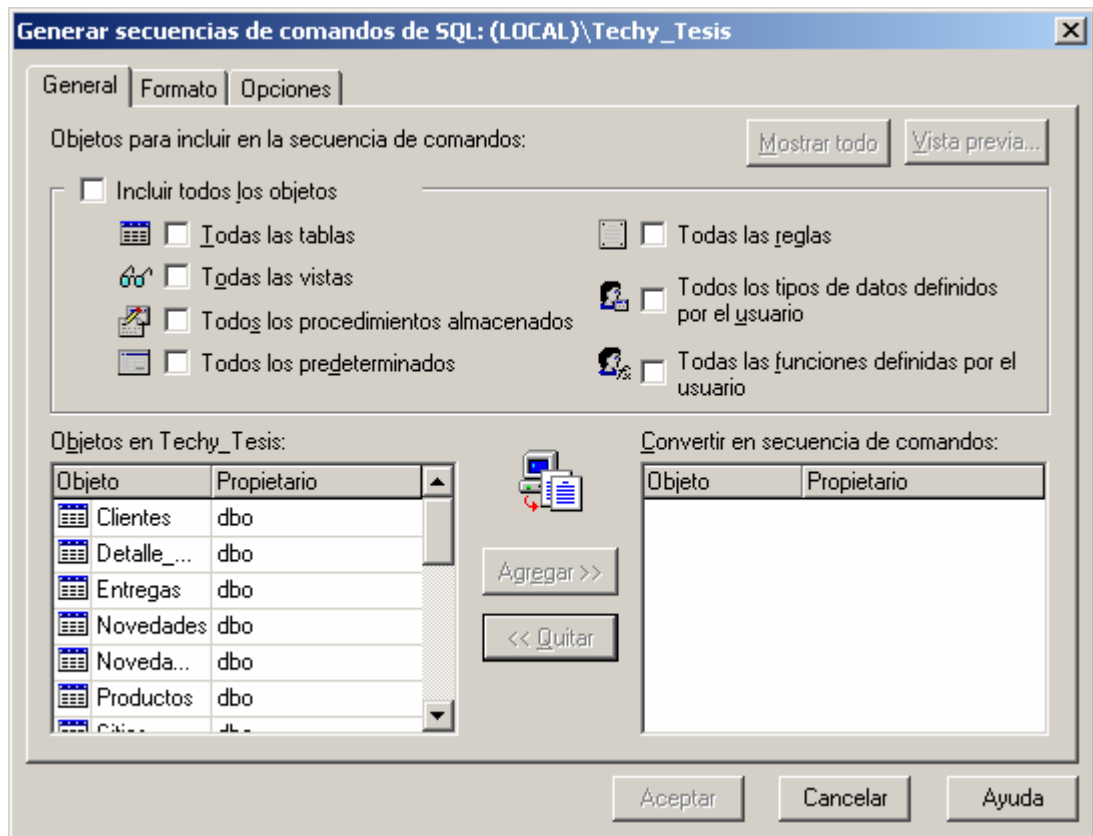 Generar secuencias de comandos de SQL: (LOCAL)\Techy_Tesis
General Formato Opciones
Objetos para incluir en la secuencia de comandos:
Mostrar todo Vista previa...
Incluir todos los objetos
Todas las tablas
Todas las vistas
Todos los procedimientos almacenados
Todos los predeterminados
Todas las reglas
Todos los tipos de datos definidos
por el usuario
Todas las funciones definidas por el
usuario
Objetos en Techy_Tesis:
Objeto Propietario
Clientes dbo
Detalle_... dbo
Entregas dbo
Novedades dbo
Noveda... dbo
Productos dbo
Agregar >>
<< Quitar
Convertir en secuencia de comandos:
Objeto Propietario
Aceptar Cancelar Ayuda